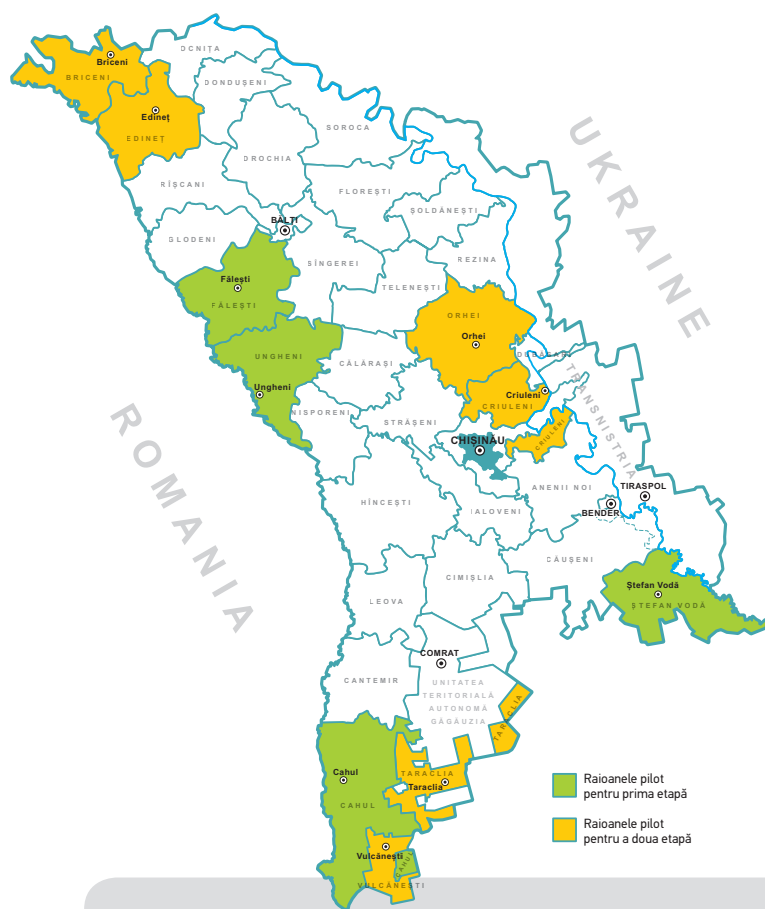 OCNIȚA
Briceni
BRICENI
DONDUȘENI
Edineț
EDINEȚ
SOROCA
DROCHIA
UKRAINE
RÎȘCANI
FLOREȘTI
ȘOLDĂNEȘTI
BĂLȚI
GLODENI
SÎNGEREI
REZINA
Fălești
TELENEȘTI
FĂLEȘTI
ORHEI
Orhei
UNGHENI
DUBĂSARI
CĂLĂRAȘI
Ungheni
Criuleni
CRIULENI
TRANSNISTRIA
NISPORENI
STRĂȘENI
CRIULENI
CHIȘINĂU
ROMANIA
TIRASPOL
ANENII NOI
HÎNCEȘTI
IALOVENI
BENDER
CĂUȘENI
CIMIȘLIA
Ștefan Vodă
ȘTEFAN VODĂ
LEOVA
COMRAT
CANTEMIR
UNITATEA
TERITORIALĂ
AUTONOMĂ
GĂGĂUZIA
TARACLIA
Cahul
TARACLIA
Taraclia
CAHUL
Vulcănești
CAHUL
VULCĂNEȘTI
Raioanele pilot
pentru prima etapă
Raioanele pilot
pentru a doua etapă